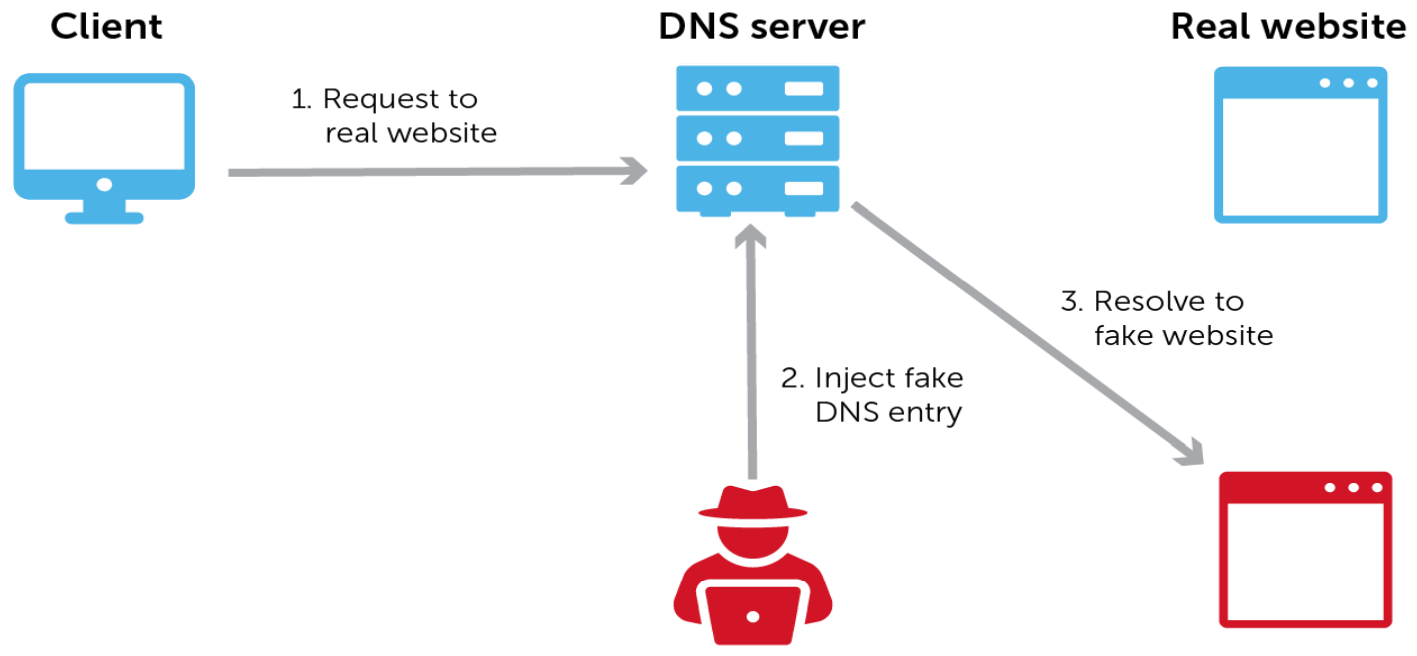 Client
DNS server
Real website
1. Request to
real website
3. Resolve to
fake website
2. Inject fake
DNS entry